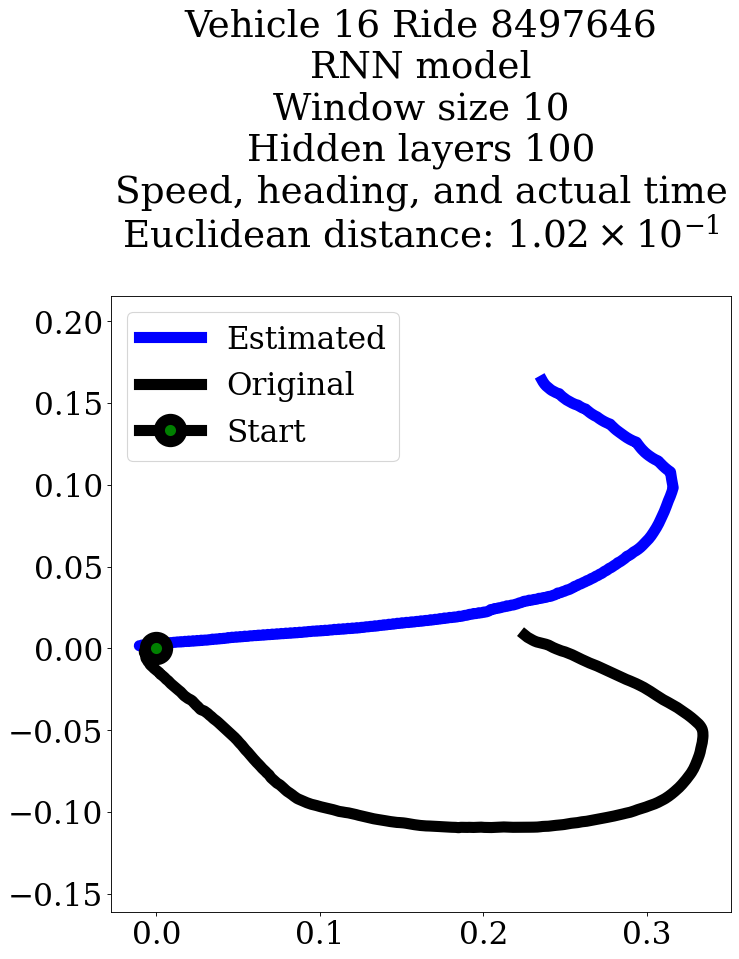 Vehicle 16 Ride 8497646
RNN model
Window size 10
Hidden layers 100
Speed, heading, and actual time
Euclidean distance: 1.02 × 10⁻¹
Estimated
Original
Start
0.20
0.15
0.10
0.05
0.00
−0.05
−0.10
−0.15
0.0 0.1 0.2 0.3